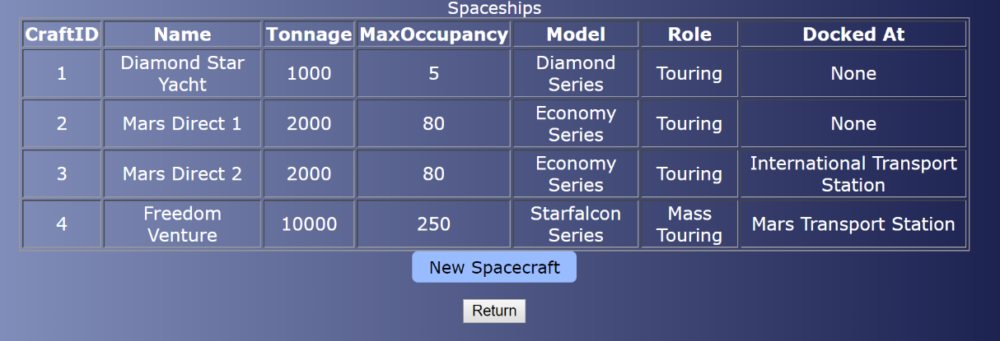 Spaceships
CraftID Name Tonnage MaxOccupancy Model Role Docked At
1 Diamond Star Yacht 1000 5 Diamond Series Touring None
2 Mars Direct 1 2000 80 Economy Series Touring None
3 Mars Direct 2 2000 80 Economy Series Touring International Transport Station
4 Freedom Venture 10000 250 Starfalcon Series Mass Touring Mars Transport Station
New Spacecraft
Return